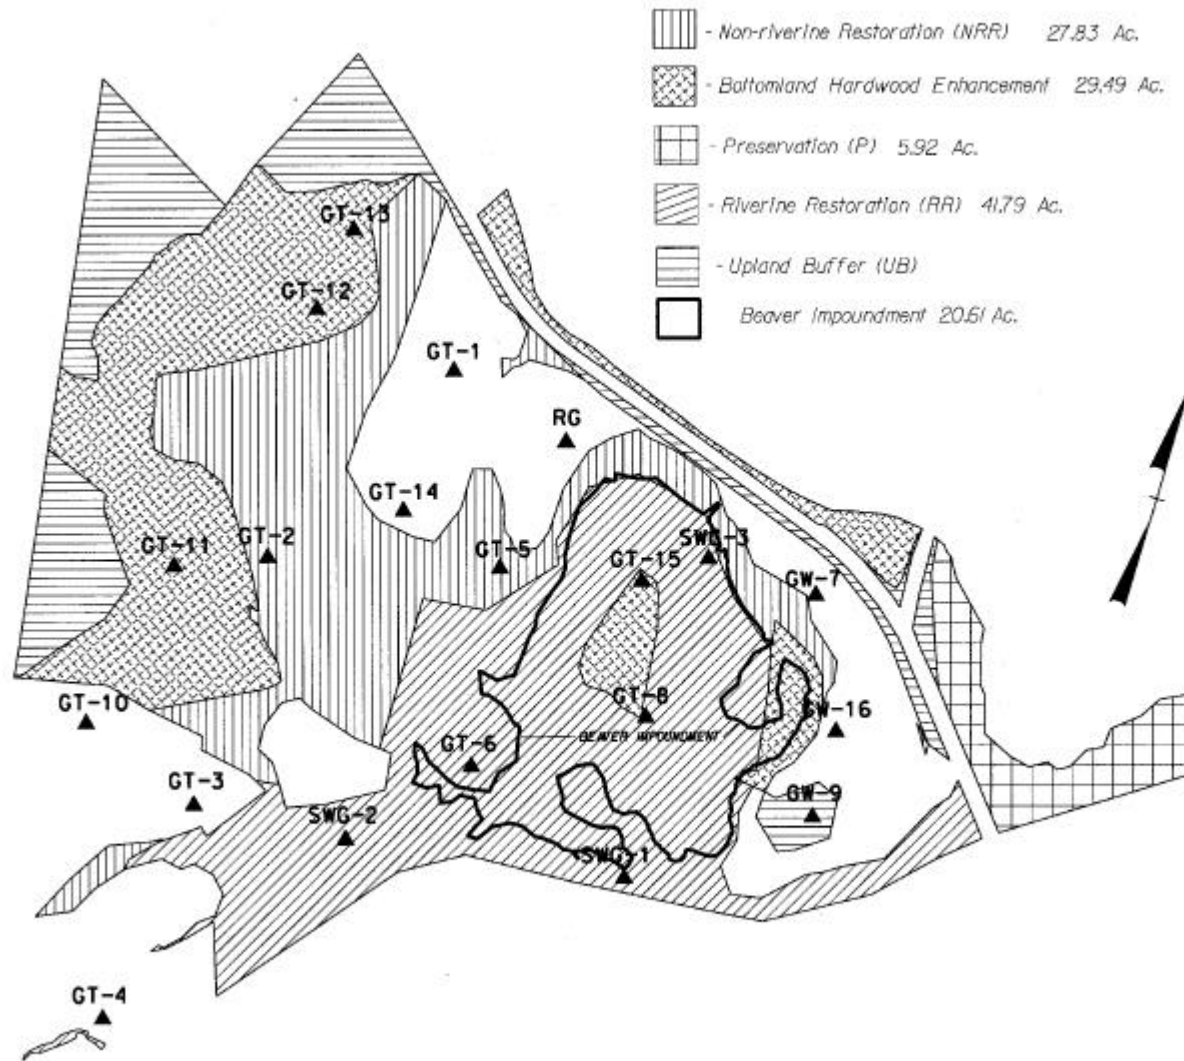 - Non-riverine Restoration (NRR) 27.83 Ac.
- Bottomland Hardwood Enhancement 29.49 Ac.
- Preservation (P) 5.92 Ac.
- Riverine Restoration (RR) 41.79 Ac.
- Upland Buffer (UB)
Beaver Impoundment 20.61 Ac.
GT-13
GT-12
GT-1
RG
GT-14
GT-2
GT-11
GT-5
SWG-3
GT-15
GW-7
GT-10
GT-8
GW-16
BEAVER IMPOUNDMENT
GT-6
GT-3
SWG-2
GW-9
SWG-1
GT-4